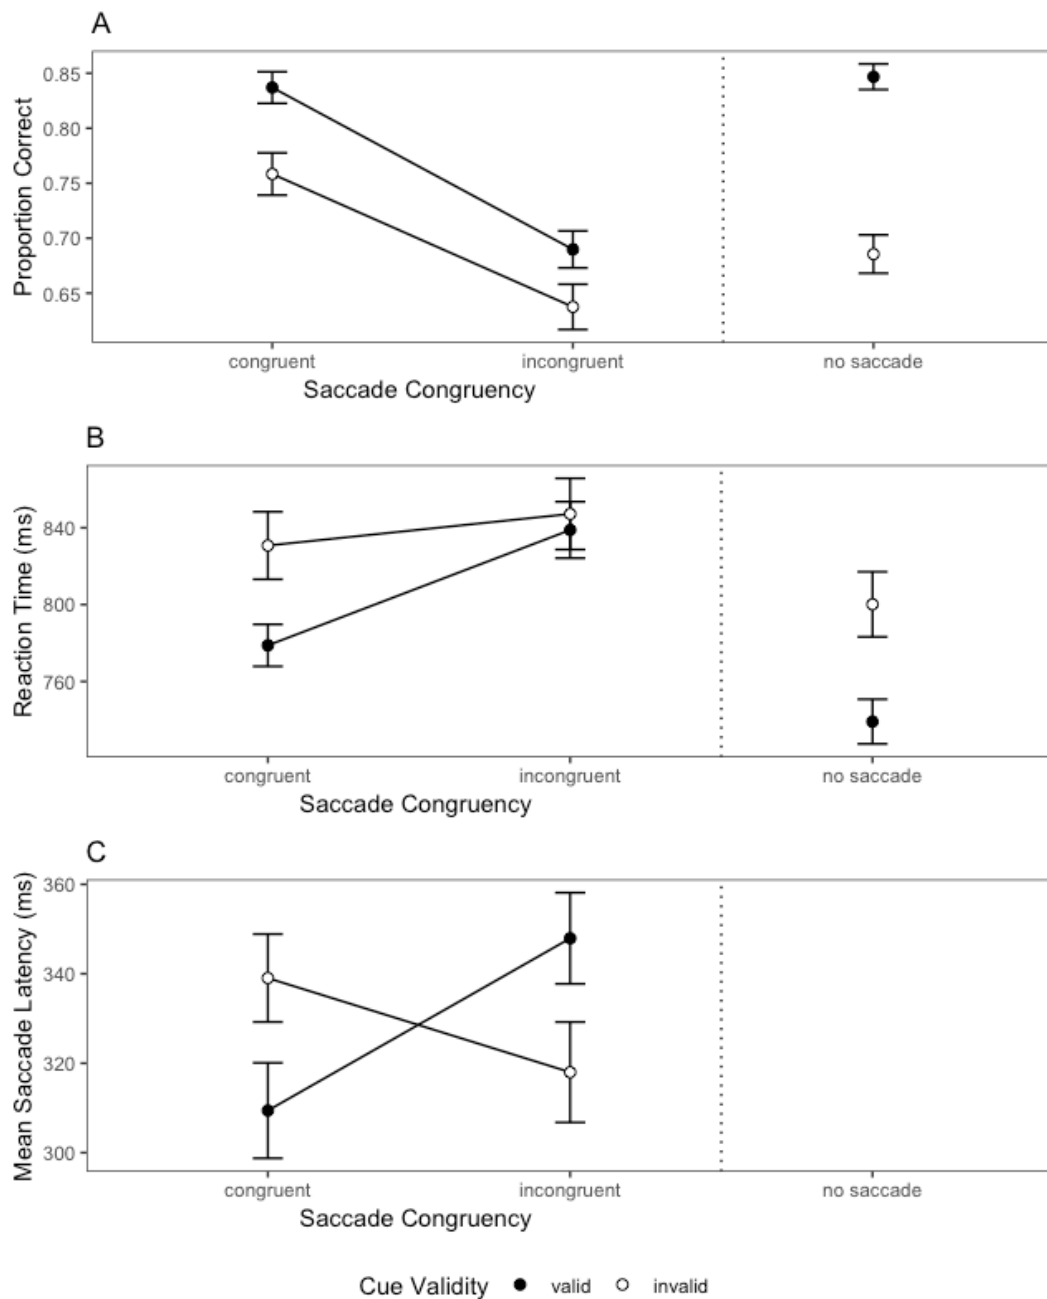 A
Proportion Correct
0.85
0.80
0.75
0.70
0.65
congruent incongruent no saccade
Saccade Congruency
B
Reaction Time (ms)
840
800
760
congruent incongruent no saccade
Saccade Congruency
C
Mean Saccade Latency (ms)
360
340
320
300
congruent incongruent no saccade
Saccade Congruency
Cue Validity valid invalid